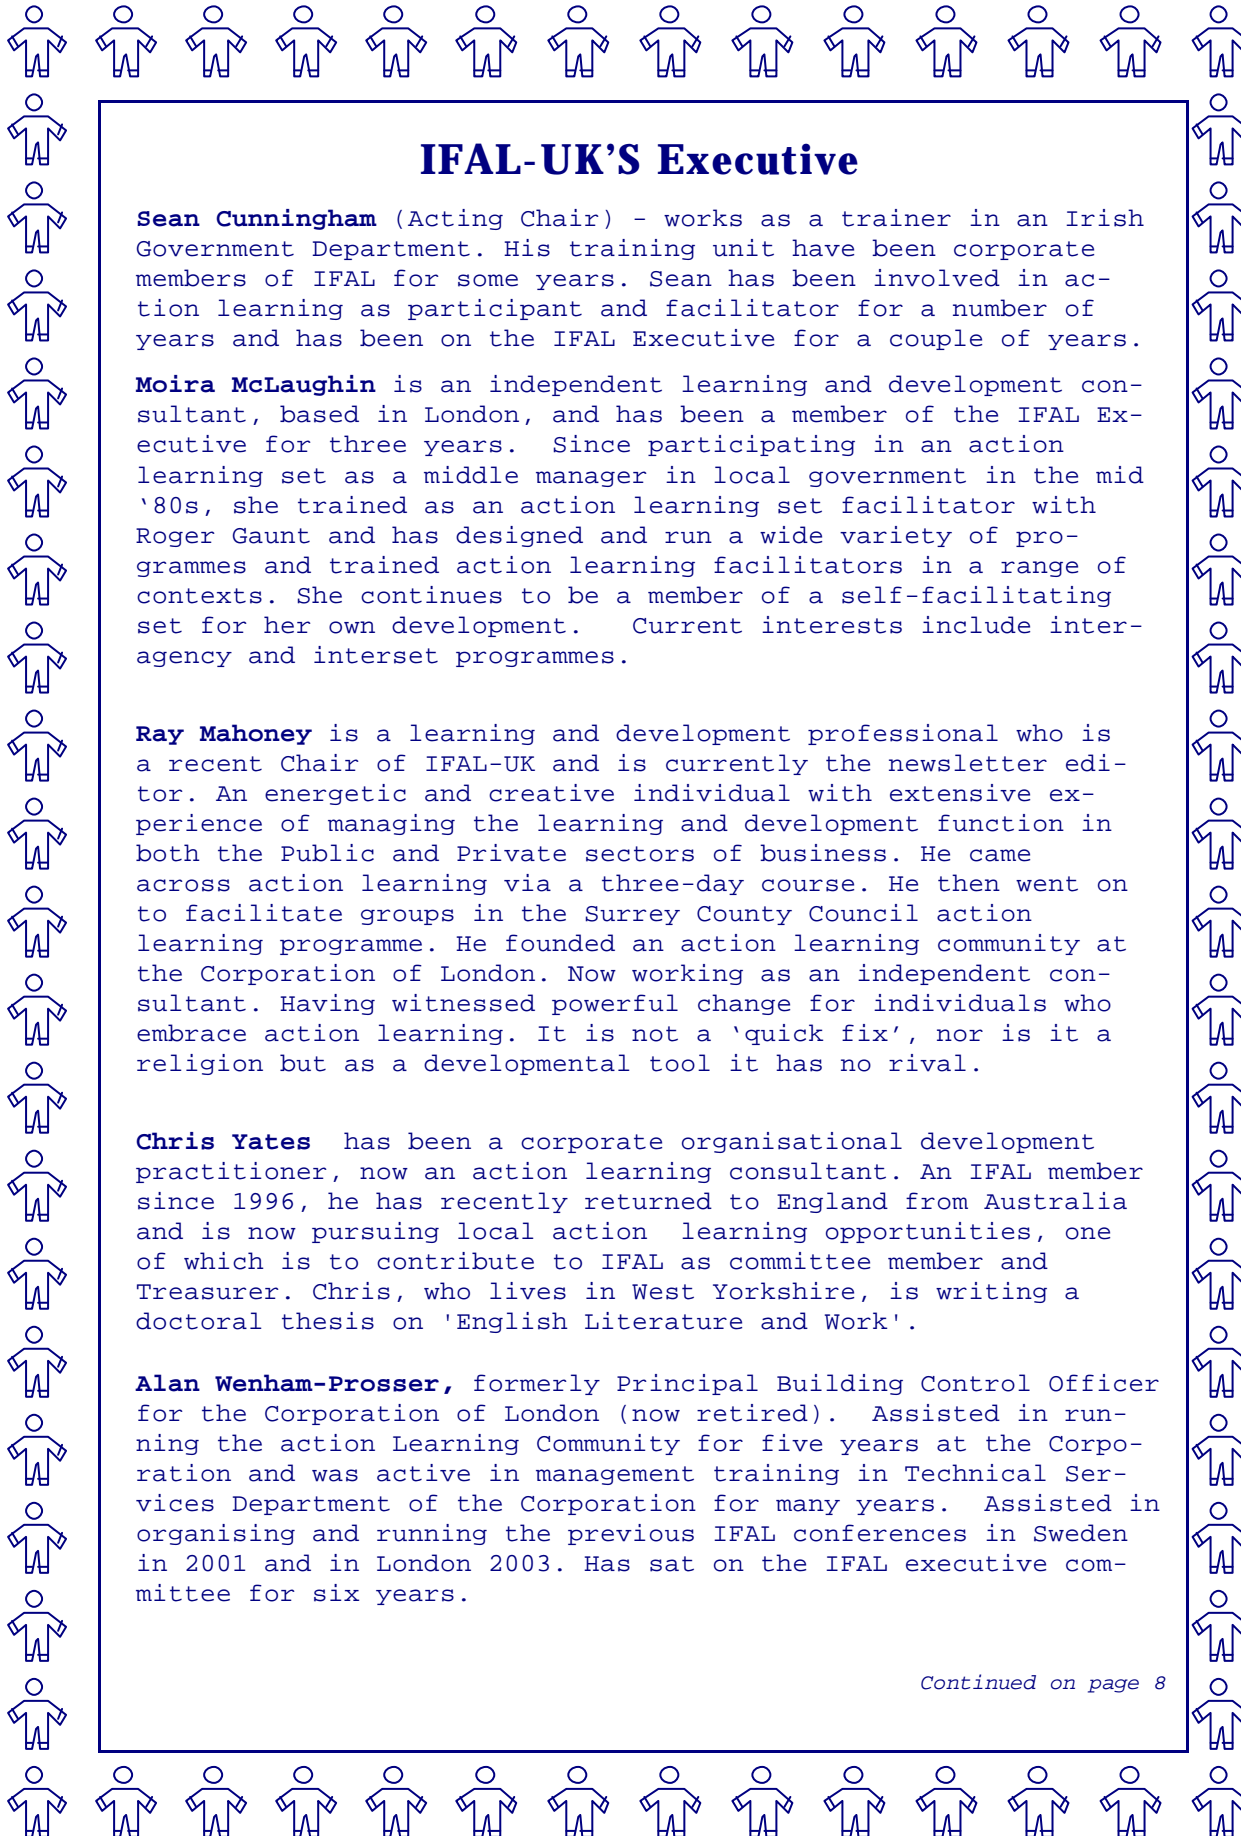 IFAL-UK'S Executive
Sean Cunningham (Acting Chair) - works as a trainer in an Irish
Government Department. His training unit have been corporate
members of IFAL for some years. Sean has been involved in ac-
tion learning as participant and facilitator for a number of
years and has been on the IFAL Executive for a couple of years.
Moira McLaughin is an independent learning and development con-
sultant, based in London, and has been a member of the IFAL Ex-
ecutive for three years.  Since participating in an action
learning set as a middle manager in local government in the mid
‘80s, she trained as an action learning set facilitator with
Roger Gaunt and has designed and run a wide variety of pro-
grammes and trained action learning facilitators in a range of
contexts. She continues to be a member of a self-facilitating
set for her own development.   Current interests include inter-
agency and interset programmes.
Ray Mahoney is a learning and development professional who is
a recent Chair of IFAL-UK and is currently the newsletter edi-
tor. An energetic and creative individual with extensive ex-
perience of managing the learning and development function in
both the Public and Private sectors of business. He came
across action learning via a three-day course. He then went on
to facilitate groups in the Surrey County Council action
learning programme. He founded an action learning community at
the Corporation of London. Now working as an independent con-
sultant. Having witnessed powerful change for individuals who
embrace action learning. It is not a ‘quick fix’, nor is it a
religion but as a developmental tool it has no rival.
Chris Yates  has been a corporate organisational development
practitioner, now an action learning consultant. An IFAL member
since 1996, he has recently returned to England from Australia
and is now pursuing local action  learning opportunities, one
of which is to contribute to IFAL as committee member and
Treasurer. Chris, who lives in West Yorkshire, is writing a
doctoral thesis on 'English Literature and Work'.
Alan Wenham-Prosser, formerly Principal Building Control Officer
for the Corporation of London (now retired).  Assisted in run-
ning the action Learning Community for five years at the Corpo-
ration and was active in management training in Technical Ser-
vices Department of the Corporation for many years.  Assisted in
organising and running the previous IFAL conferences in Sweden
in 2001 and in London 2003. Has sat on the IFAL executive com-
mittee for six years.
Continued on page 8